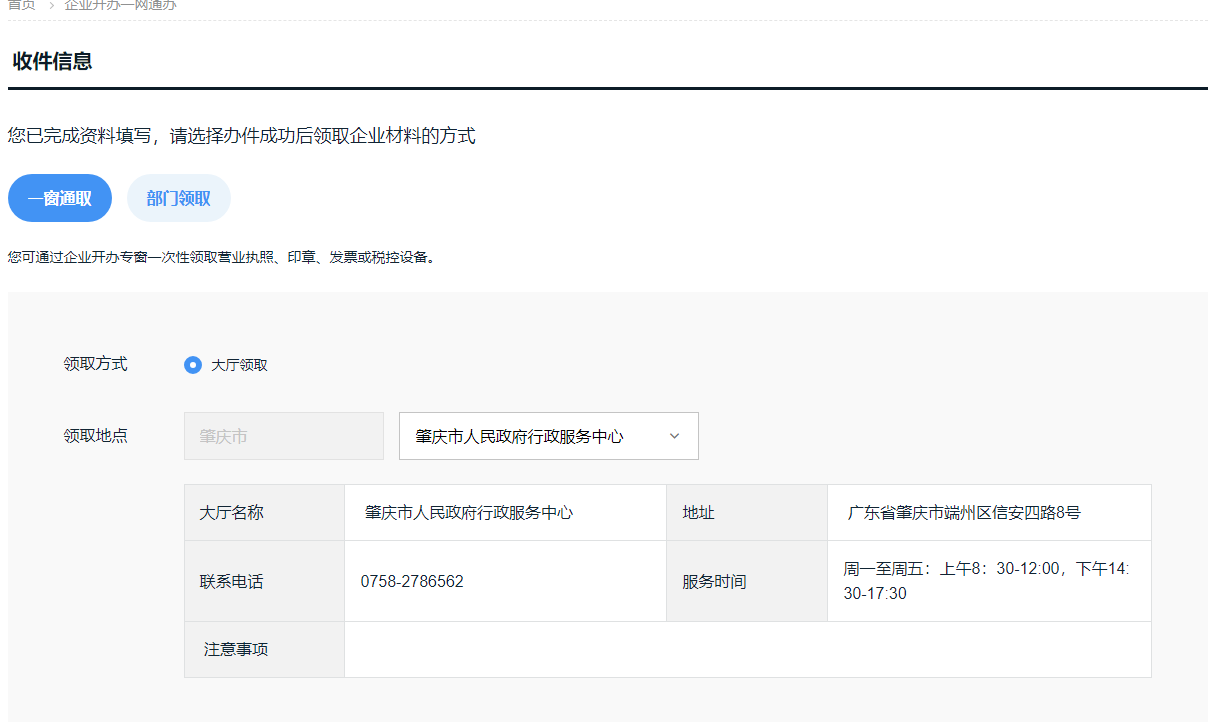 首页 > 企业开办一网通办
收件信息
您已完成资料填写，请选择办件成功后领取企业材料的方式
一窗通取 部门领取
您可通过企业开办专窗一次性领取营业执照、印章、发票或税控设备。
领取方式 大厅领取
领取地点 肇庆市 肇庆市人民政府行政服务中心
大厅名称 肇庆市人民政府行政服务中心 地址 广东省肇庆市端州区信安四路8号
联系电话 0758-2786562 服务时间 周一至周五：上午8：30-12:00，下午14:
30-17:30
注意事项